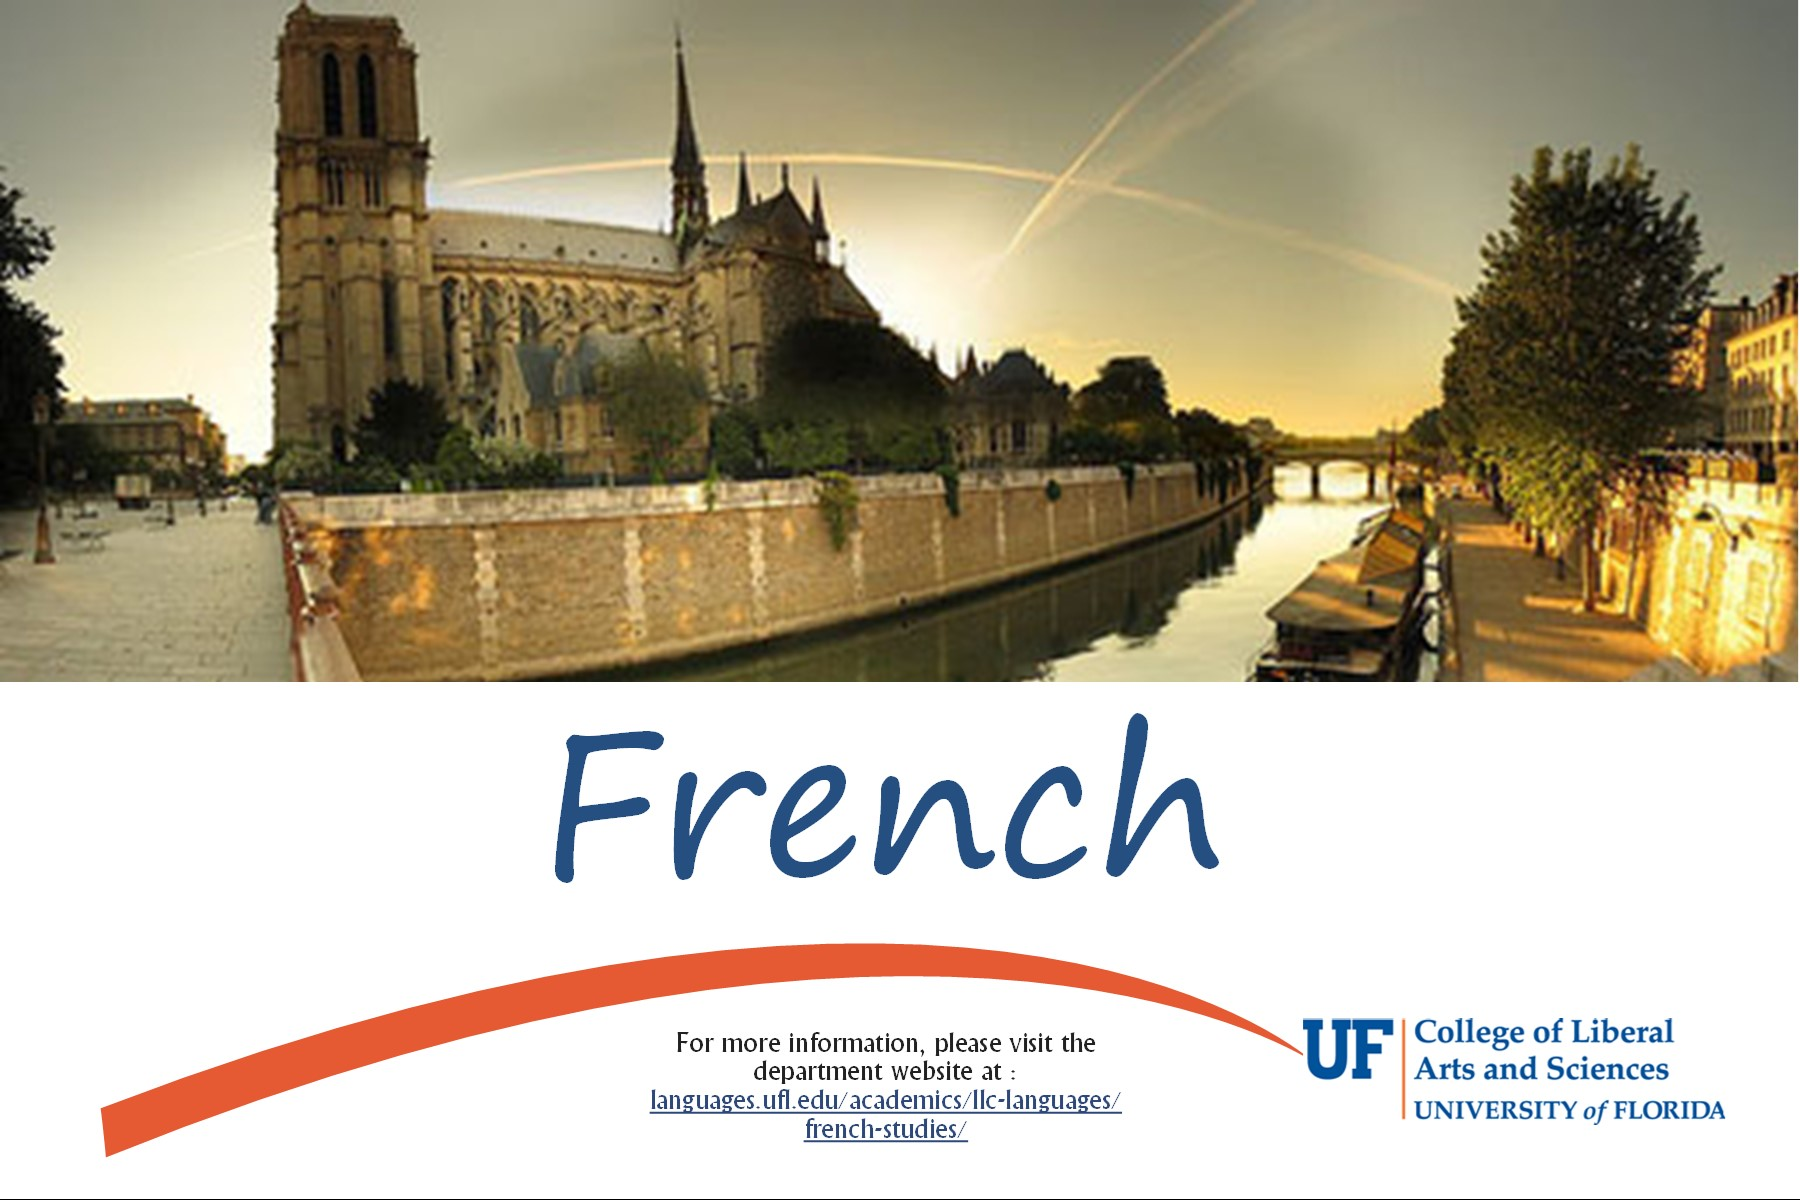 French
For more information, please visit the
department website at :
languages.ufl.edu/academics/llc-languages/
french-studies/
UF
College of Liberal
Arts and Sciences
UNIVERSITY of FLORIDA